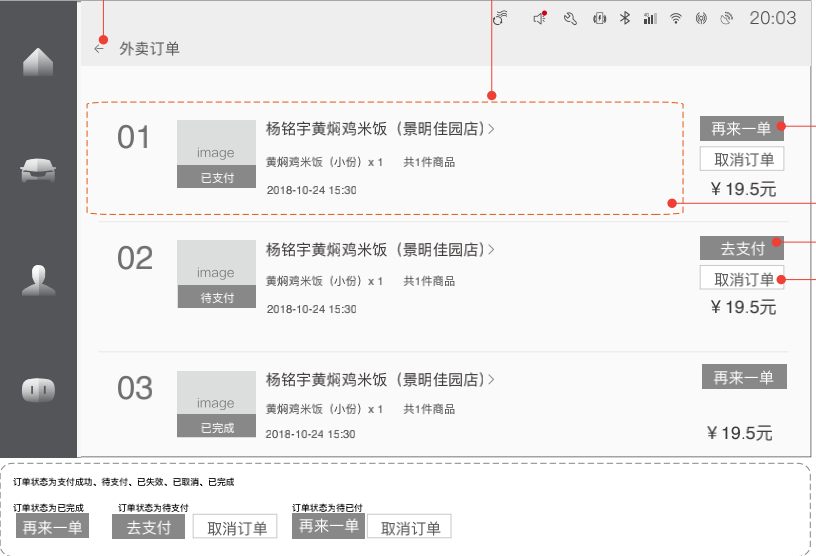 20:03
外卖订单
01
image
已支付
杨铭宇黄焖鸡米饭（景明佳园店）
黄焖鸡米饭（小份）x 1 共1件商品
2018-10-24 15:30
再来一单
取消订单
¥ 19.5元
02
image
待支付
杨铭宇黄焖鸡米饭（景明佳园店）
黄焖鸡米饭（小份）x 1 共1件商品
2018-10-24 15:30
去支付
取消订单
¥ 19.5元
03
image
已完成
杨铭宇黄焖鸡米饭（景明佳园店）
黄焖鸡米饭（小份）x 1 共1件商品
2018-10-24 15:30
再来一单
¥ 19.5元
订单状态为支付成功、待支付、已失效、已取消、已完成
订单状态为已完成 订单状态为待支付 订单状态为待已付
再来一单 去支付 取消订单 再来一单 取消订单